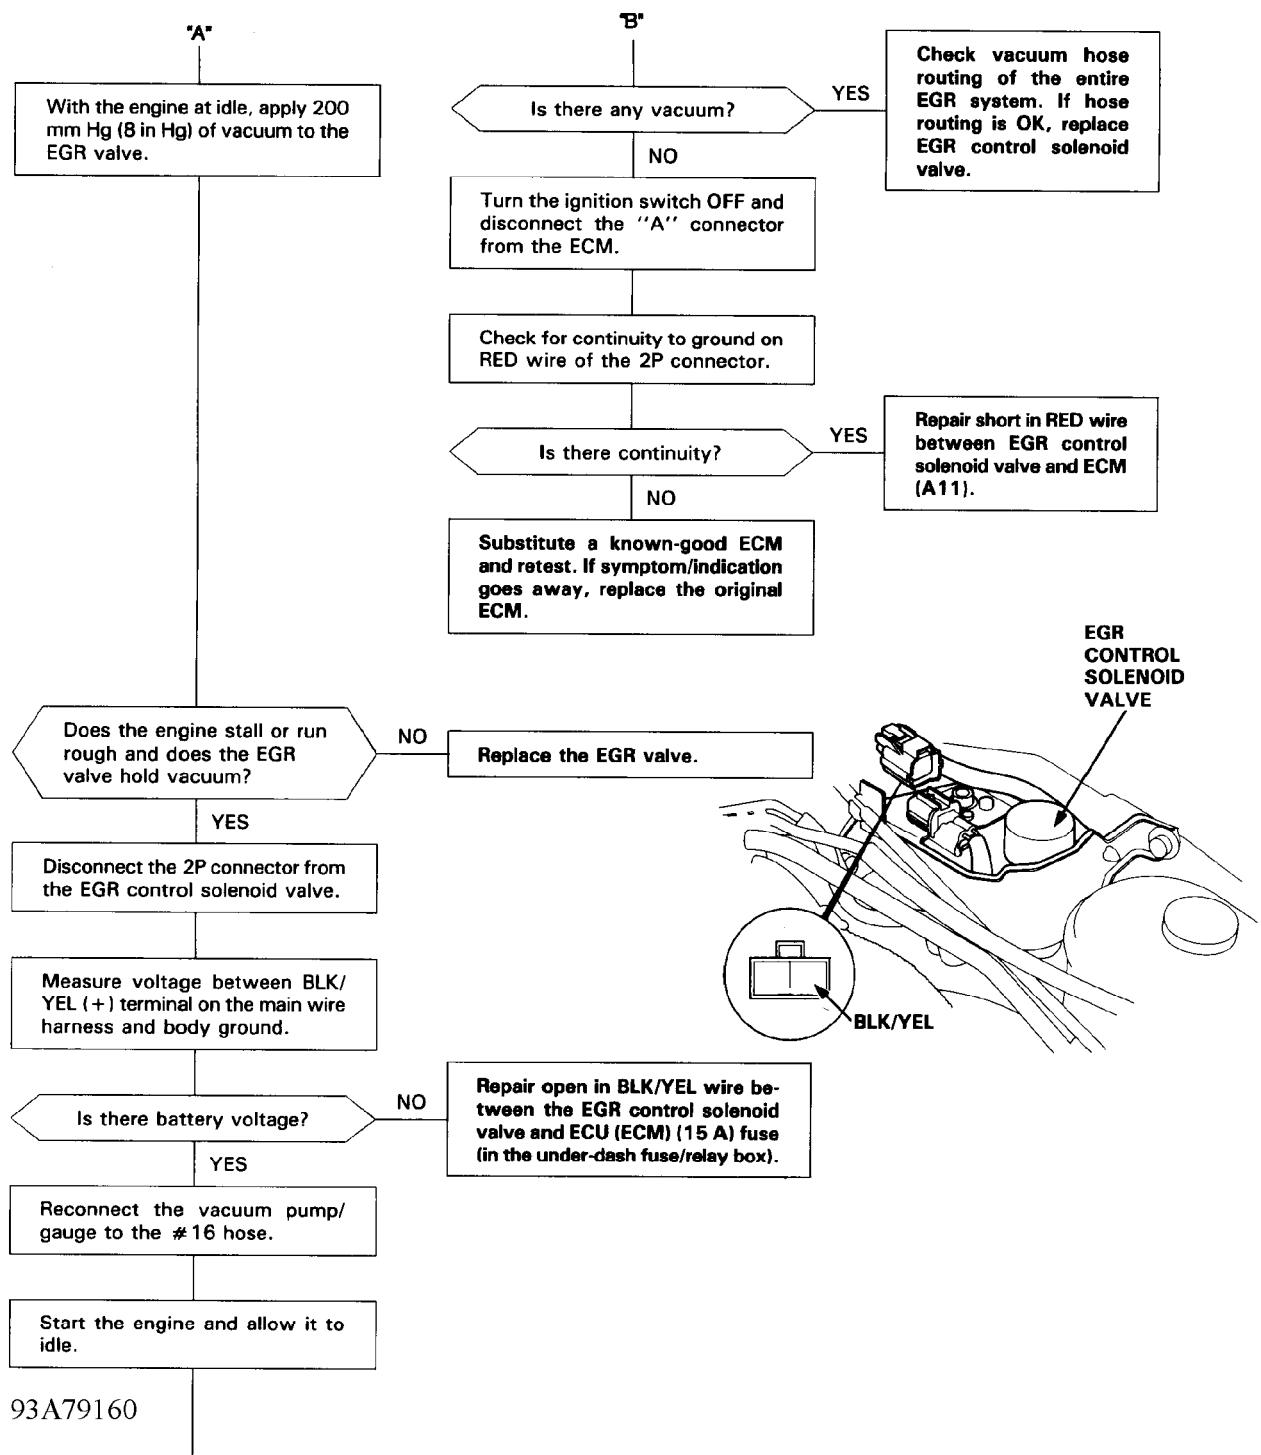 "A"
With the engine at idle, apply 200
mm Hg (8 in Hg) of vacuum to the
EGR valve.
"B"
Is there any vacuum?
YES
Check vacuum hose
routing of the entire
EGR system. If hose
routing is OK, replace
EGR control solenoid
valve.
NO
Turn the ignition switch OFF and
disconnect the "A" connector
from the ECM.
Check for continuity to ground on
RED wire of the 2P connector.
Is there continuity?
YES
Repair short in RED wire
between EGR control
solenoid valve and ECM
(A11).
NO
Substitute a known-good ECM
and retest. If symptom/indication
goes away, replace the original
ECM.
Does the engine stall or run
rough and does the EGR
valve hold vacuum?
NO
Replace the EGR valve.
YES
Disconnect the 2P connector from
the EGR control solenoid valve.
Measure voltage between BLK/
YEL (+) terminal on the main wire
harness and body ground.
Is there battery voltage?
NO
Repair open in BLK/YEL wire be-
tween the EGR control solenoid
valve and ECU (ECM) (15 A) fuse
(in the under-dash fuse/relay box).
YES
Reconnect the vacuum pump/
gauge to the #16 hose.
Start the engine and allow it to
idle.
EGR
CONTROL
SOLENOID
VALVE
BLK/YEL
93A79160